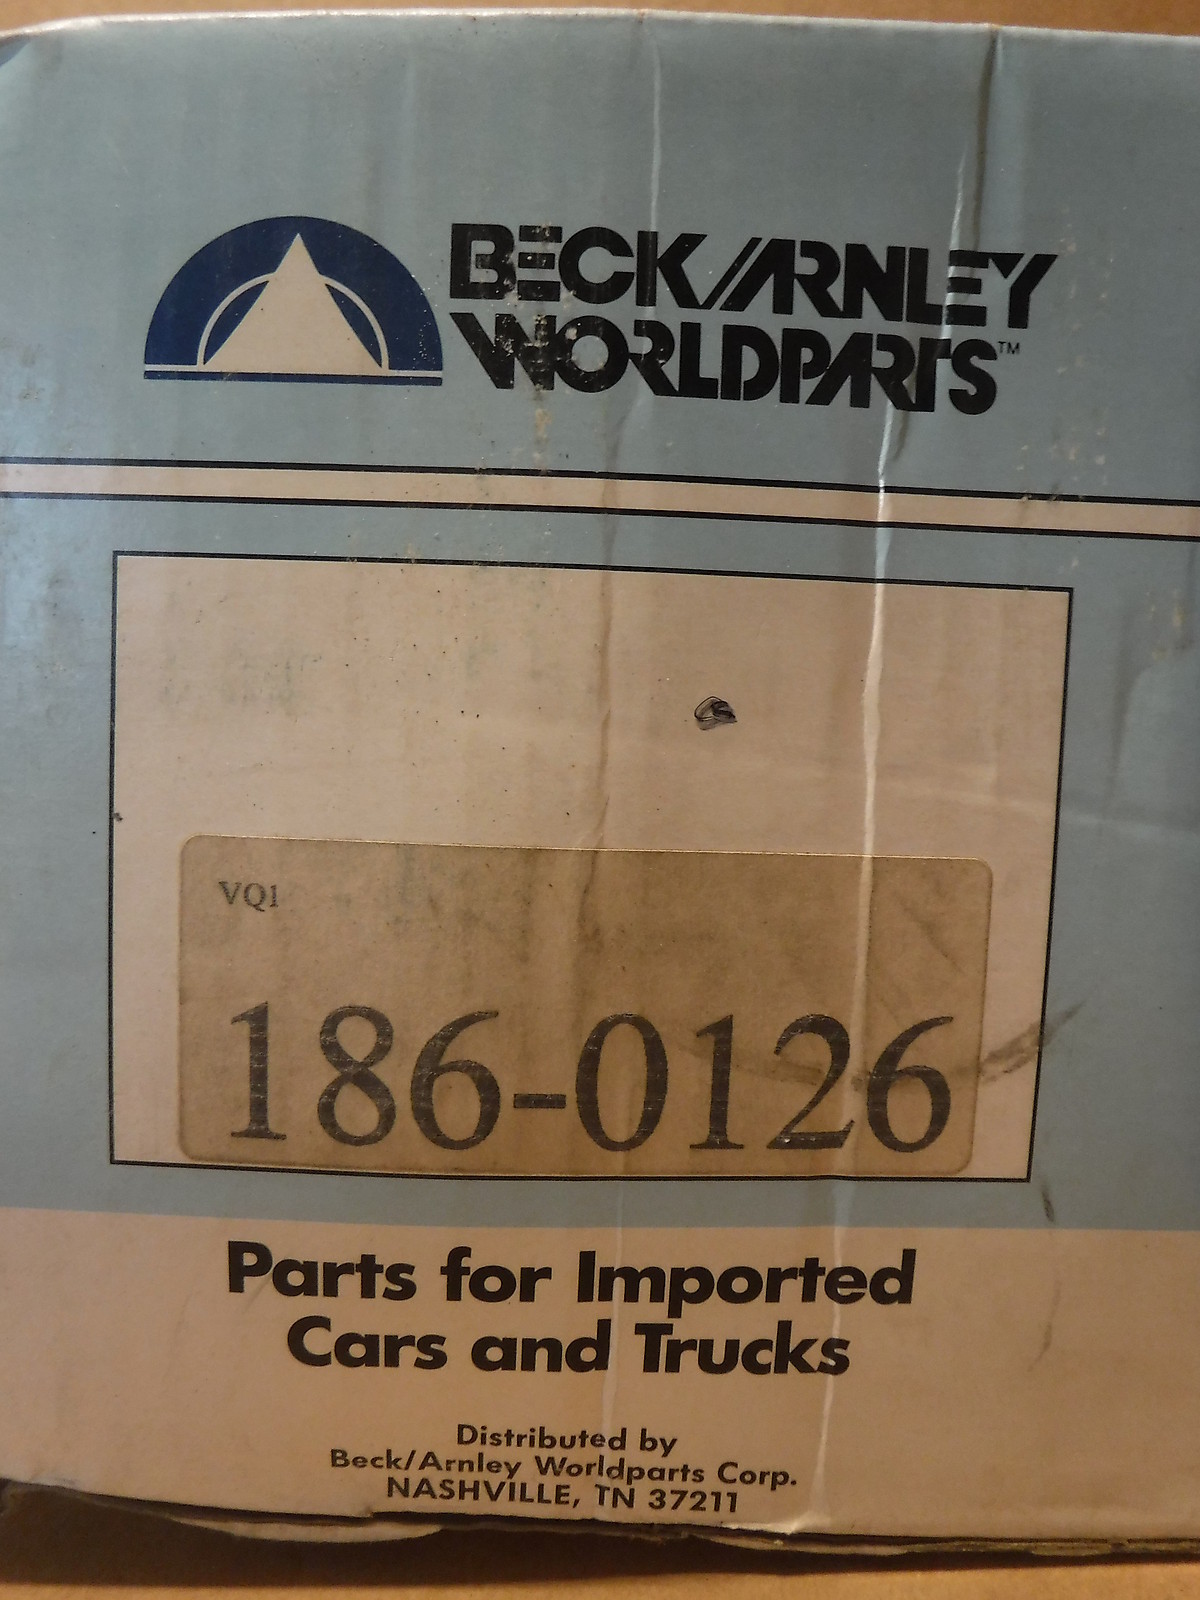 BECK/ARNLEY
WORLDPARTS™
VQ1
186-0126
Parts for Imported
Cars and Trucks
Distributed by
Beck/Arnley Worldparts Corp.
NASHVILLE, TN 37211